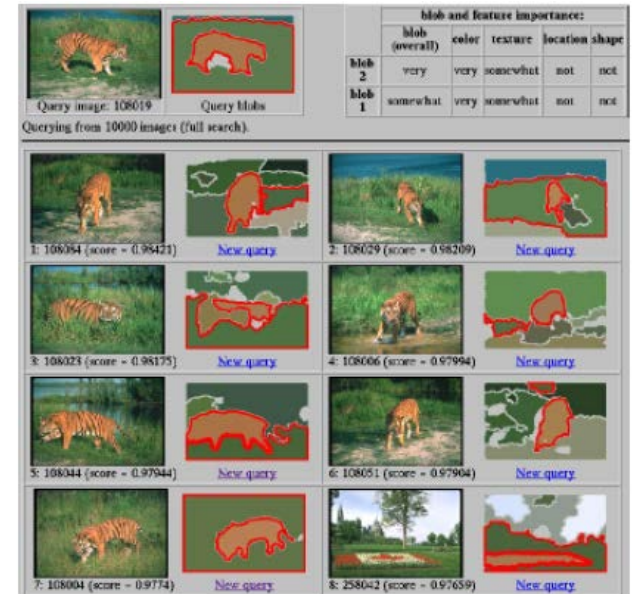 blob and feature importance:
blob (overall) color texture location shape
blob 2 very very somewhat not not
blob 1 somewhat very somewhat not not
Query image: 108019 Query blobs
Querying from 10000 images (full search).
1: 108084 (score = 0.98421) New query 2: 108029 (score = 0.98209) New query
3: 108023 (score = 0.98175) New query 4: 108006 (score = 0.97994) New query
5: 108044 (score = 0.97944) New query 6: 108051 (score = 0.97904) New query
7: 108004 (score = 0.9774) New query 8: 258042 (score = 0.97659) New query